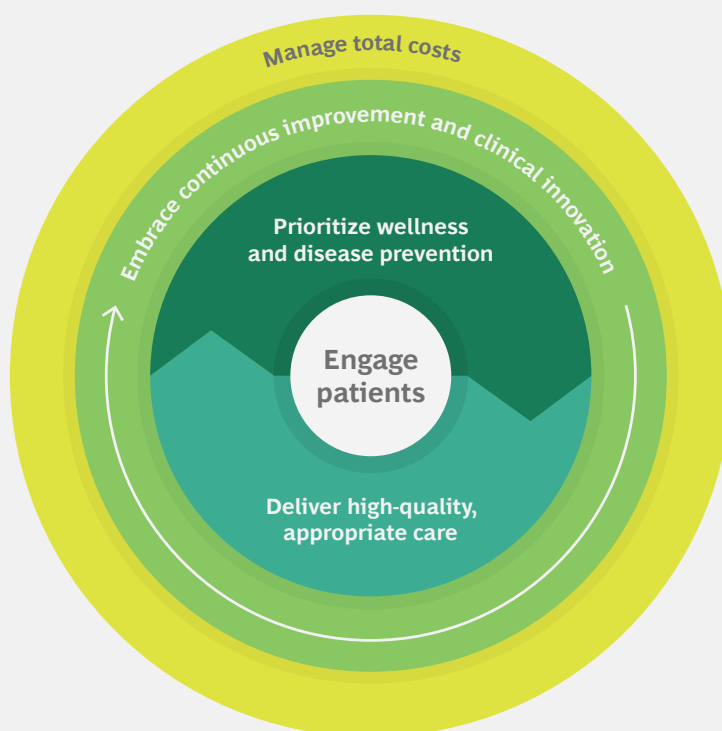 Manage total costs
Embrace continuous improvement and clinical innovation
Prioritize wellness
and disease prevention
Engage
patients
Deliver high-quality,
appropriate care